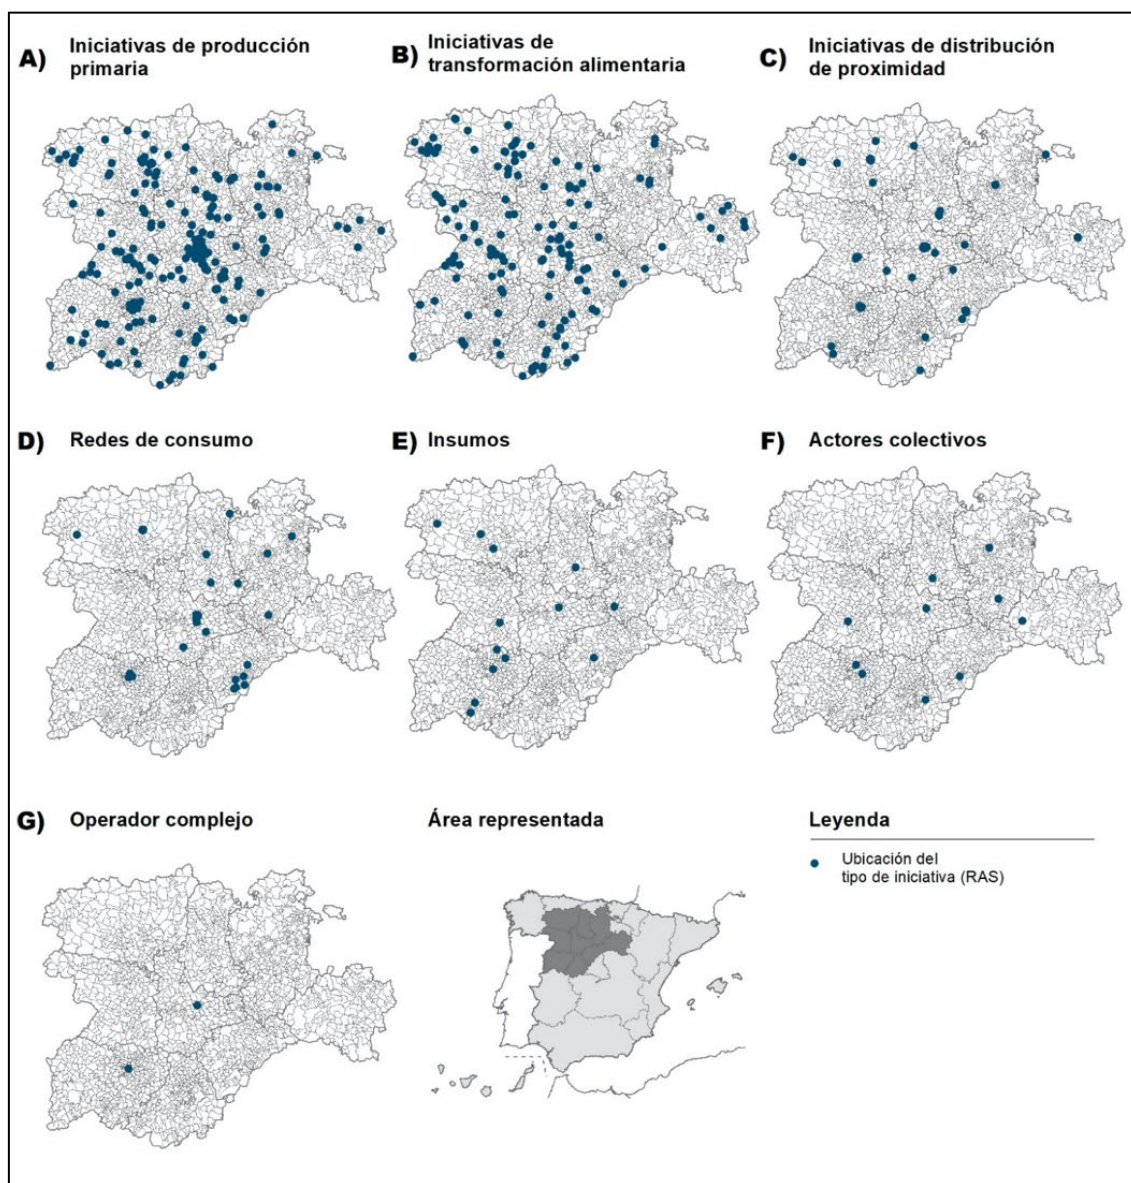 A) Iniciativas de producción
primaria
B) Iniciativas de
transformación alimentaria
C) Iniciativas de distribución
de proximidad
D) Redes de consumo
E) Insumos
F) Actores colectivos
G) Operador complejo
Área representada
Leyenda
Ubicación del
tipo de iniciativa (RAS)